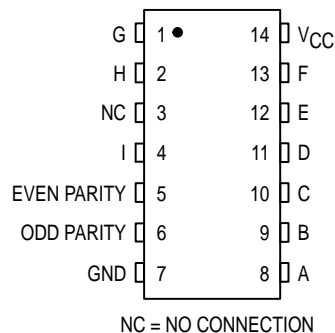 G 1 14 VCC
H 2 13 F
NC 3 12 E
I 4 11 D
EVEN PARITY 5 10 C
ODD PARITY 6 9 B
GND 7 8 A
NC = NO CONNECTION